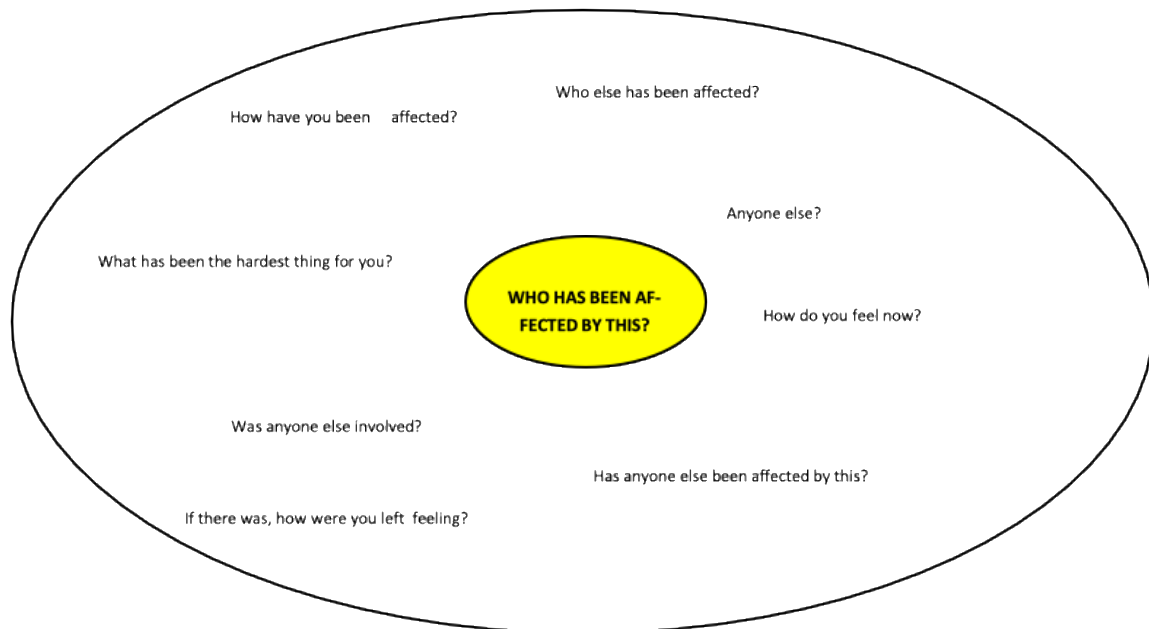 Who else has been affected?
How have you been affected?
Anyone else?
What has been the hardest thing for you?
WHO HAS BEEN AF-
FECTED BY THIS?
How do you feel now?
Was anyone else involved?
Has anyone else been affected by this?
If there was, how were you left feeling?